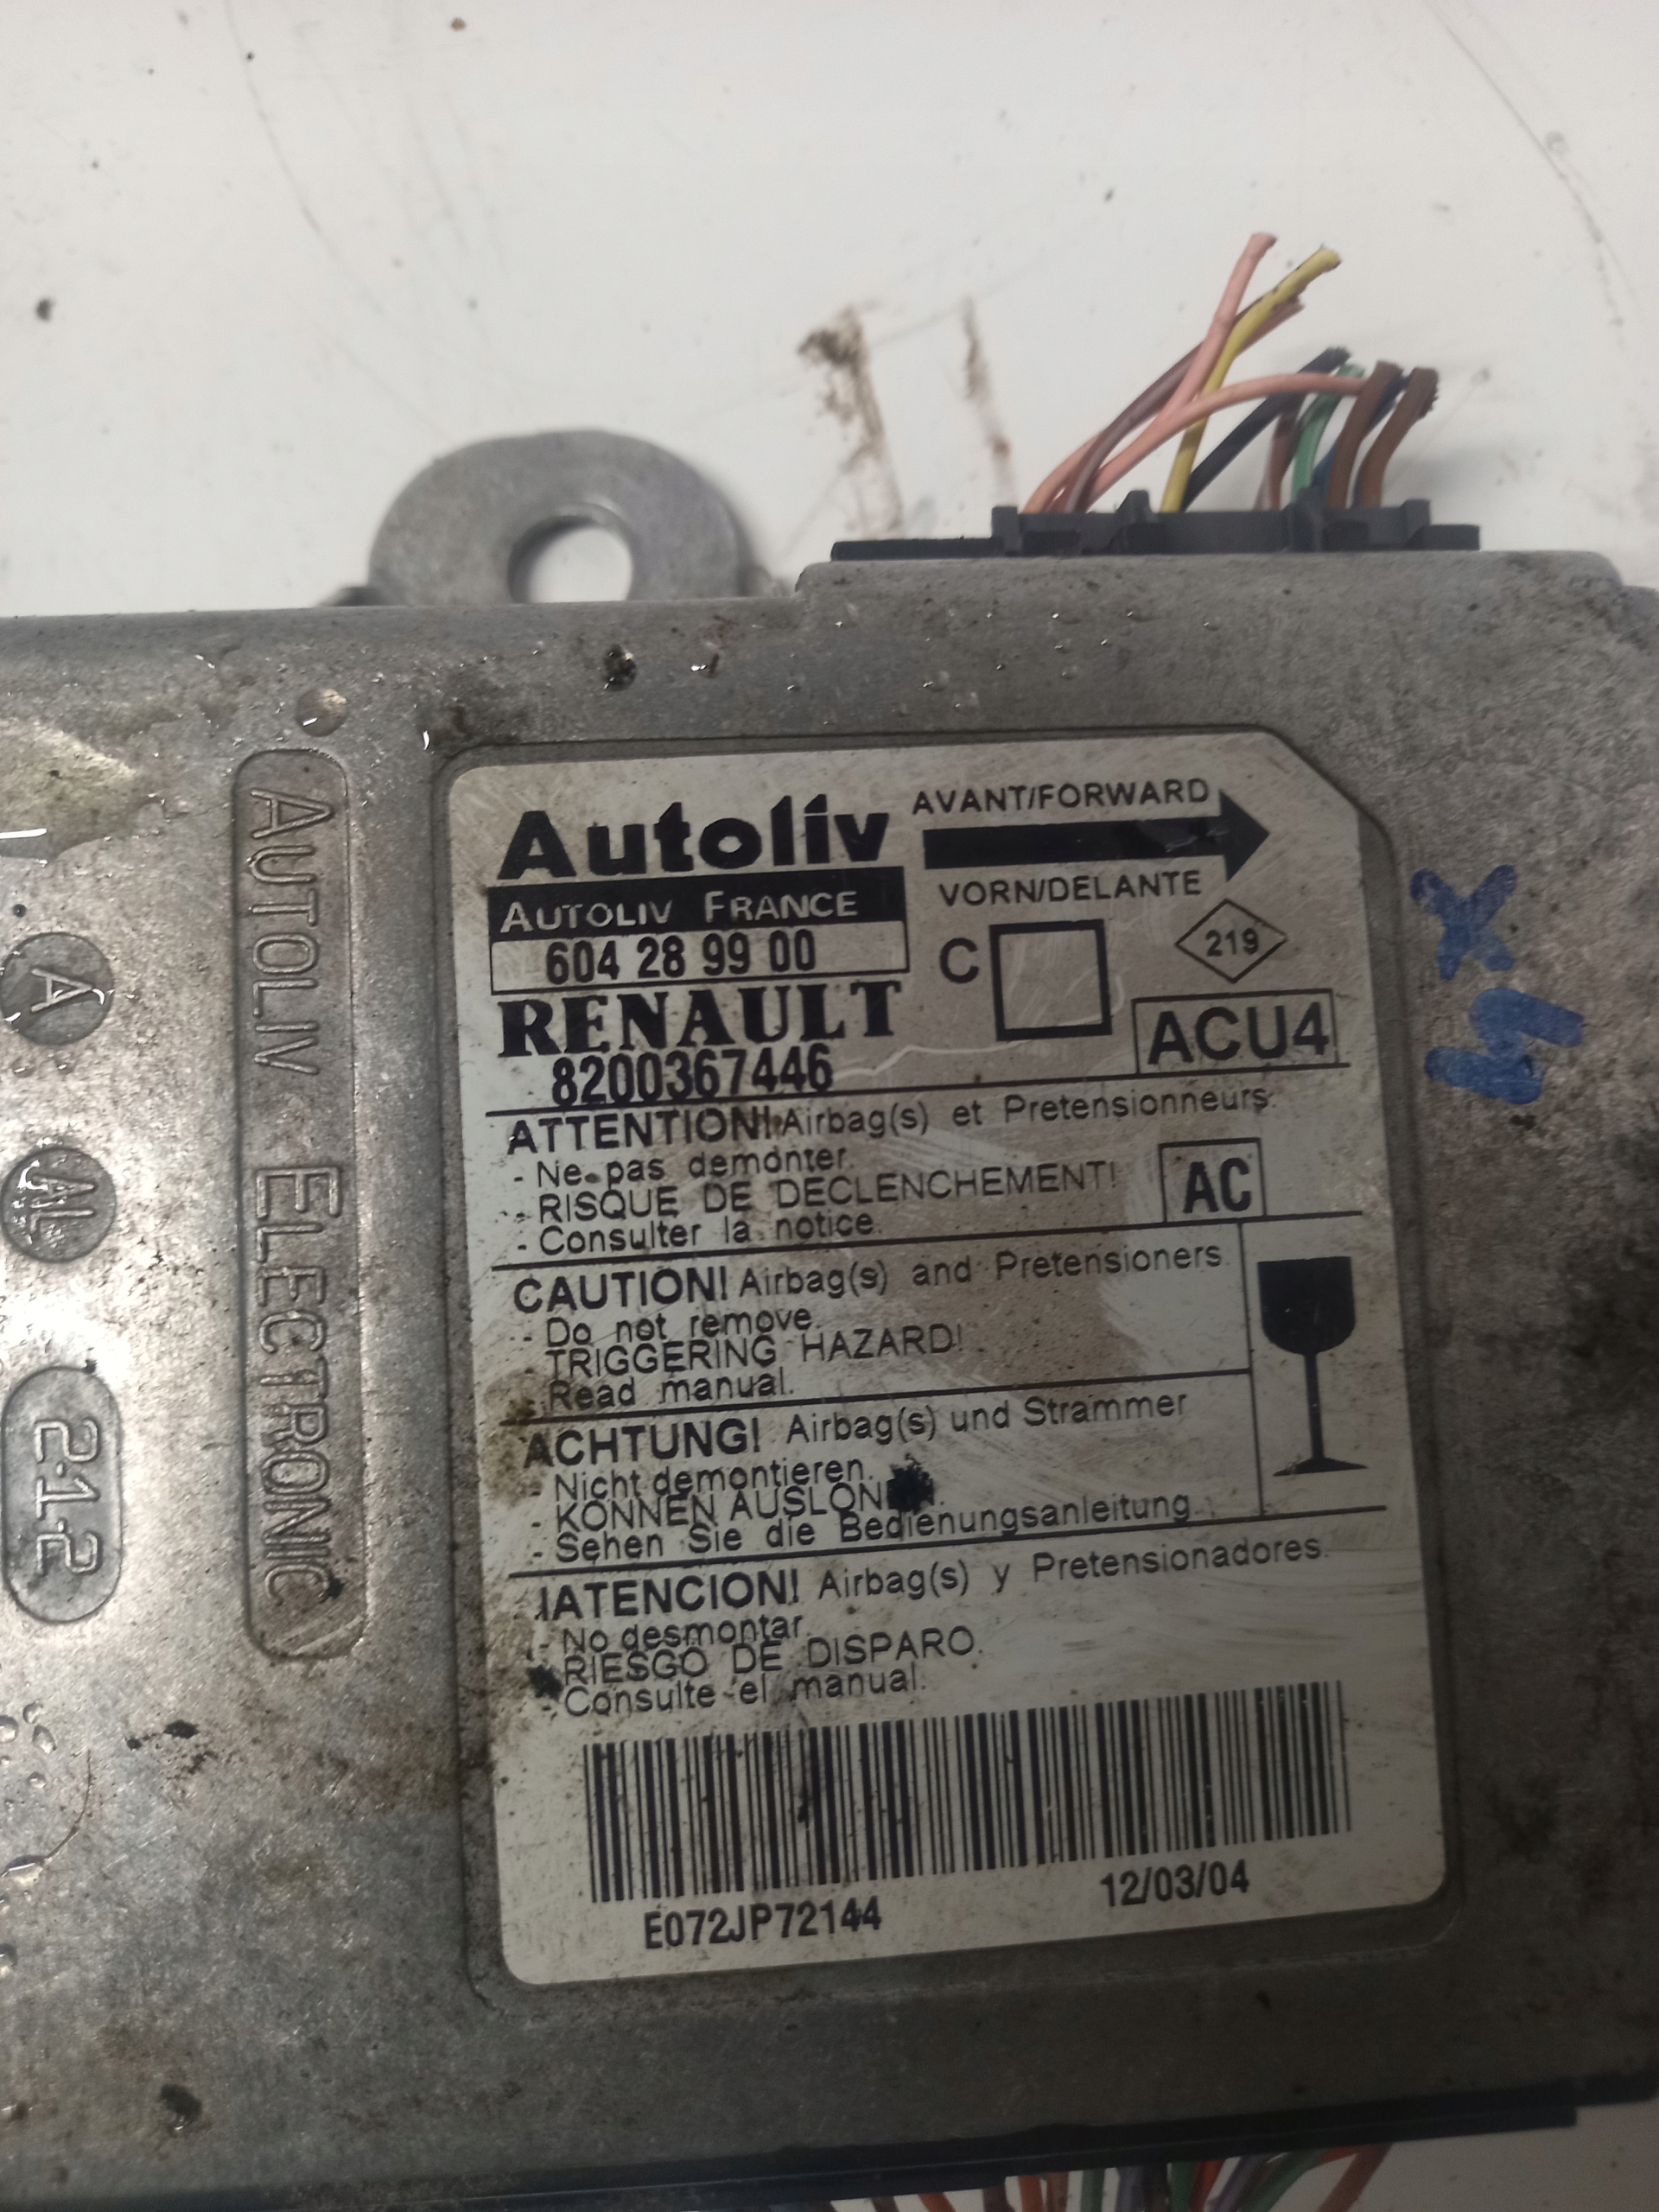 Autoliv
AVANT/FORWARD
AUTOLIV FRANCE
VORN/DELANTE
604 28 99 00
C
219
RENAULT
8200367446
ACU4
ATTENTION! Airbag(s) et Pretensionneurs.
- Ne pas demonter.
- RISQUE DE DECLENCHEMENT!
- Consulter la notice.
AC
CAUTION! Airbag(s) and Pretensioners.
- Do not remove.
TRIGGERING HAZARD!
Read manual.
ACHTUNG! Airbag(s) und Strammer
- Nicht demontieren.
- KONNEN
- Sehen Sie die Bedienungsanleitung.
¡ATENCION! Airbag(s) y Pretensionadores.
- No desmontar.
RIESGO DE DISPARO.
- Consulte el manual.
E072JP72144
12/03/04
AUTOLIV ELECTRONIC
A
AL
21.2
X